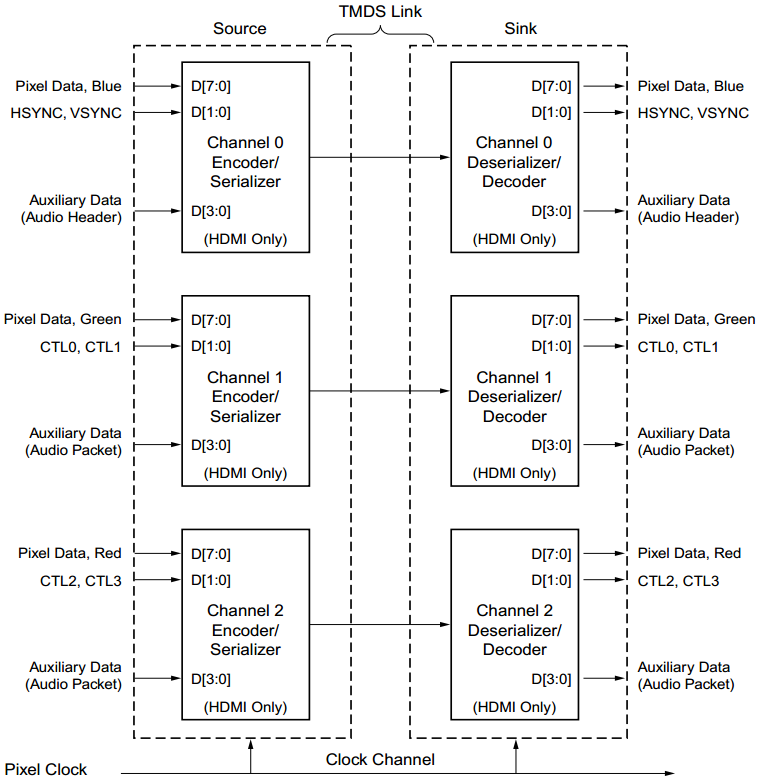 TMDS Link
Source
Sink
Pixel Data, Blue
D[7:0]
D[7:0]
Pixel Data, Blue
HSYNC, VSYNC
D[1:0]
D[1:0]
HSYNC, VSYNC
Channel 0
Encoder/
Serializer
Channel 0
Deserializer/
Decoder
Auxiliary Data
(Audio Header)
D[3:0]
(HDMI Only)
D[3:0]
(HDMI Only)
Auxiliary Data
(Audio Header)
Pixel Data, Green
D[7:0]
D[7:0]
Pixel Data, Green
CTL0, CTL1
D[1:0]
D[1:0]
CTL0, CTL1
Channel 1
Encoder/
Serializer
Channel 1
Deserializer/
Decoder
Auxiliary Data
(Audio Packet)
D[3:0]
(HDMI Only)
D[3:0]
(HDMI Only)
Auxiliary Data
(Audio Packet)
Pixel Data, Red
D[7:0]
D[7:0]
Pixel Data, Red
CTL2, CTL3
D[1:0]
D[1:0]
CTL2, CTL3
Channel 2
Encoder/
Serializer
Channel 2
Deserializer/
Decoder
Auxiliary Data
(Audio Packet)
D[3:0]
(HDMI Only)
D[3:0]
(HDMI Only)
Auxiliary Data
(Audio Packet)
Pixel Clock
Clock Channel